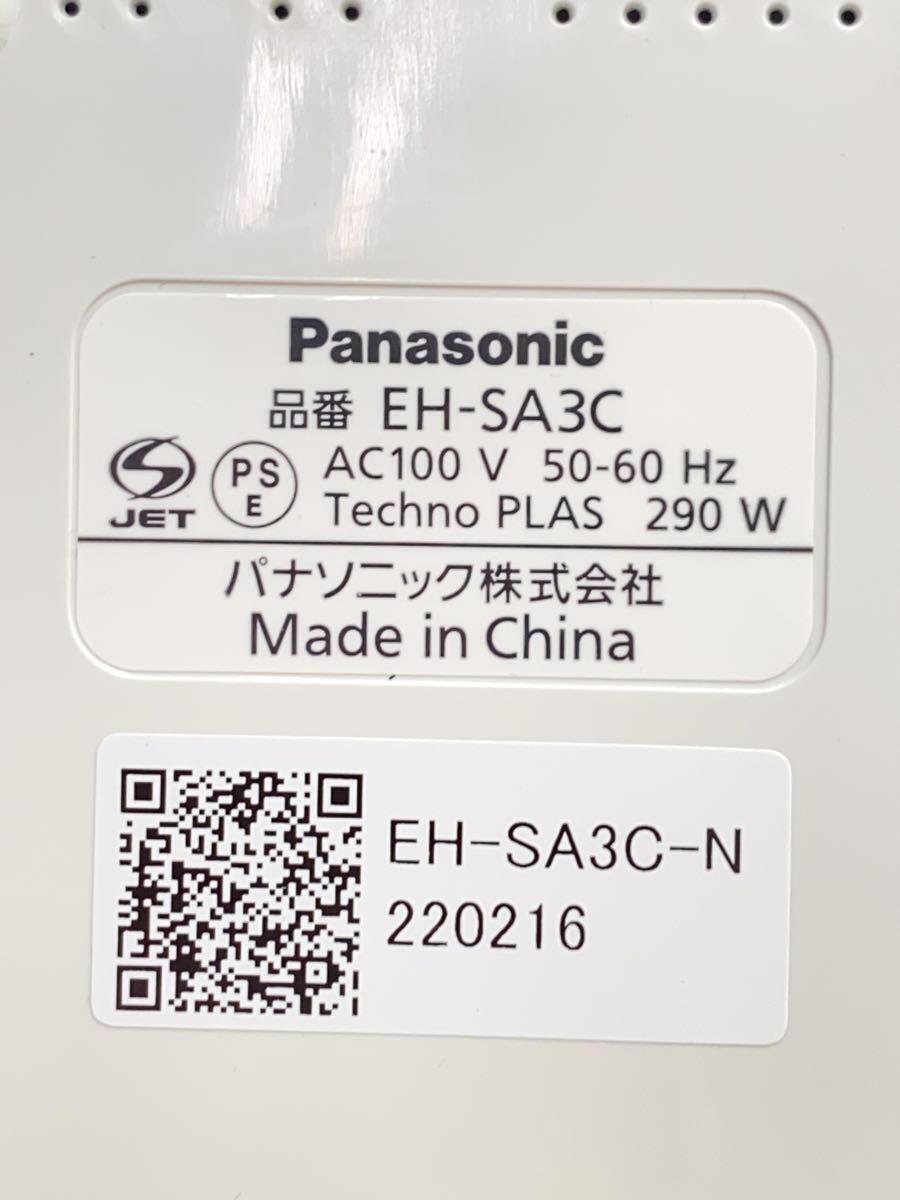 Panasonic
品番 EH-SA3C
JET
PS
E
AC100 V 50-60 Hz
Techno PLAS 290 W
パナソニック株式会社
Made in China
EH-SA3C-N
220216